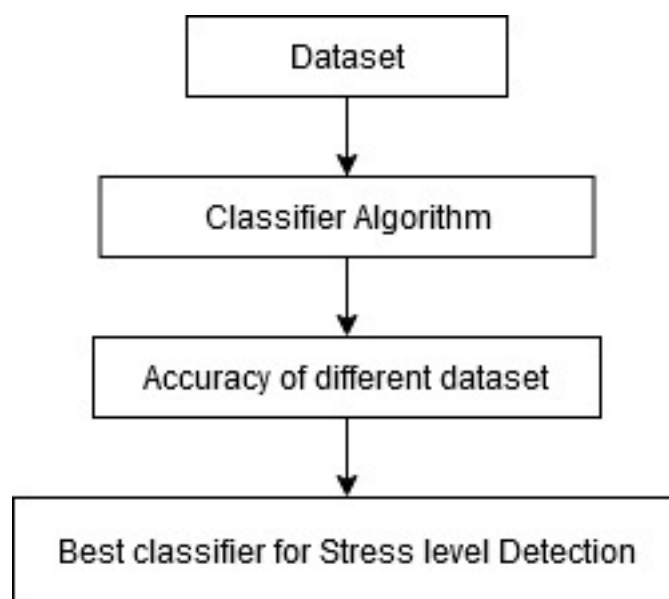 Dataset
Classifier Algorithm
Accuracy of different dataset
Best classifier for Stress level Detection